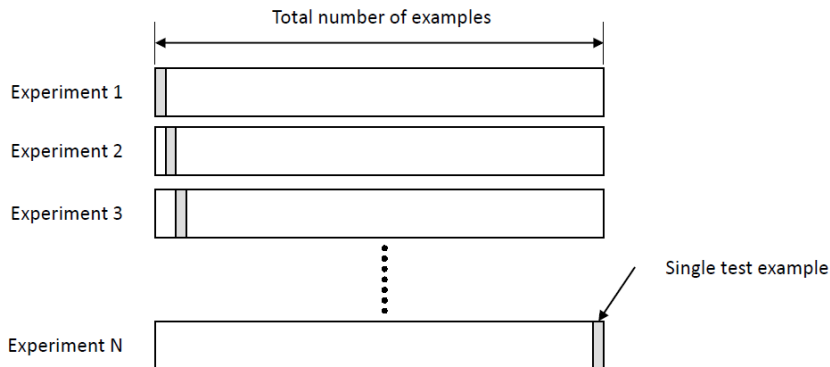 Total number of examples
Experiment 1
Experiment 2
Experiment 3
Single test example
Experiment N